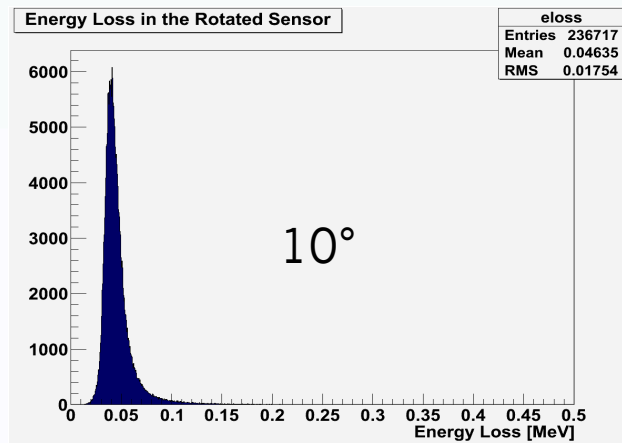 Energy Loss in the Rotated Sensor
eloss
Entries 236717
Mean 0.04635
RMS 0.01754
6000
5000
4000
3000
2000
1000
0
10°
0 0.05 0.1 0.15 0.2 0.25 0.3 0.35 0.4 0.45 0.5
Energy Loss [MeV]